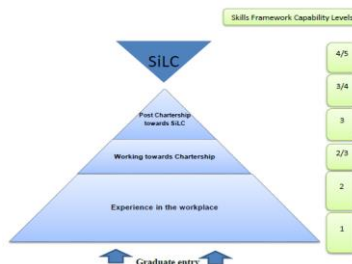 Skills Framework Capability Levels
SiLC
4/5
3/4
Post Chartership
towards SiLC
3
Working towards Chartership
2/3
2
Experience in the workplace
1
Graduate entry